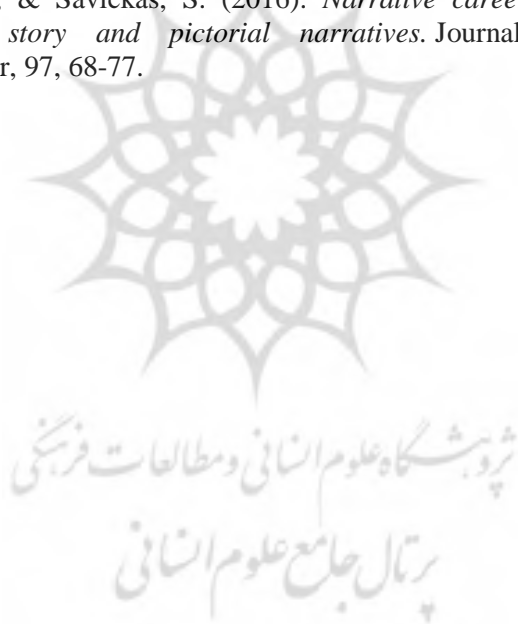 , & Savickas, S. (2016). Narrative caree
story and pictorial narratives. Journal
r, 97, 68-77.
پژوهشگاه علوم انسانی و مطالعات فرهنگی
پرتال جامع علوم انسانی